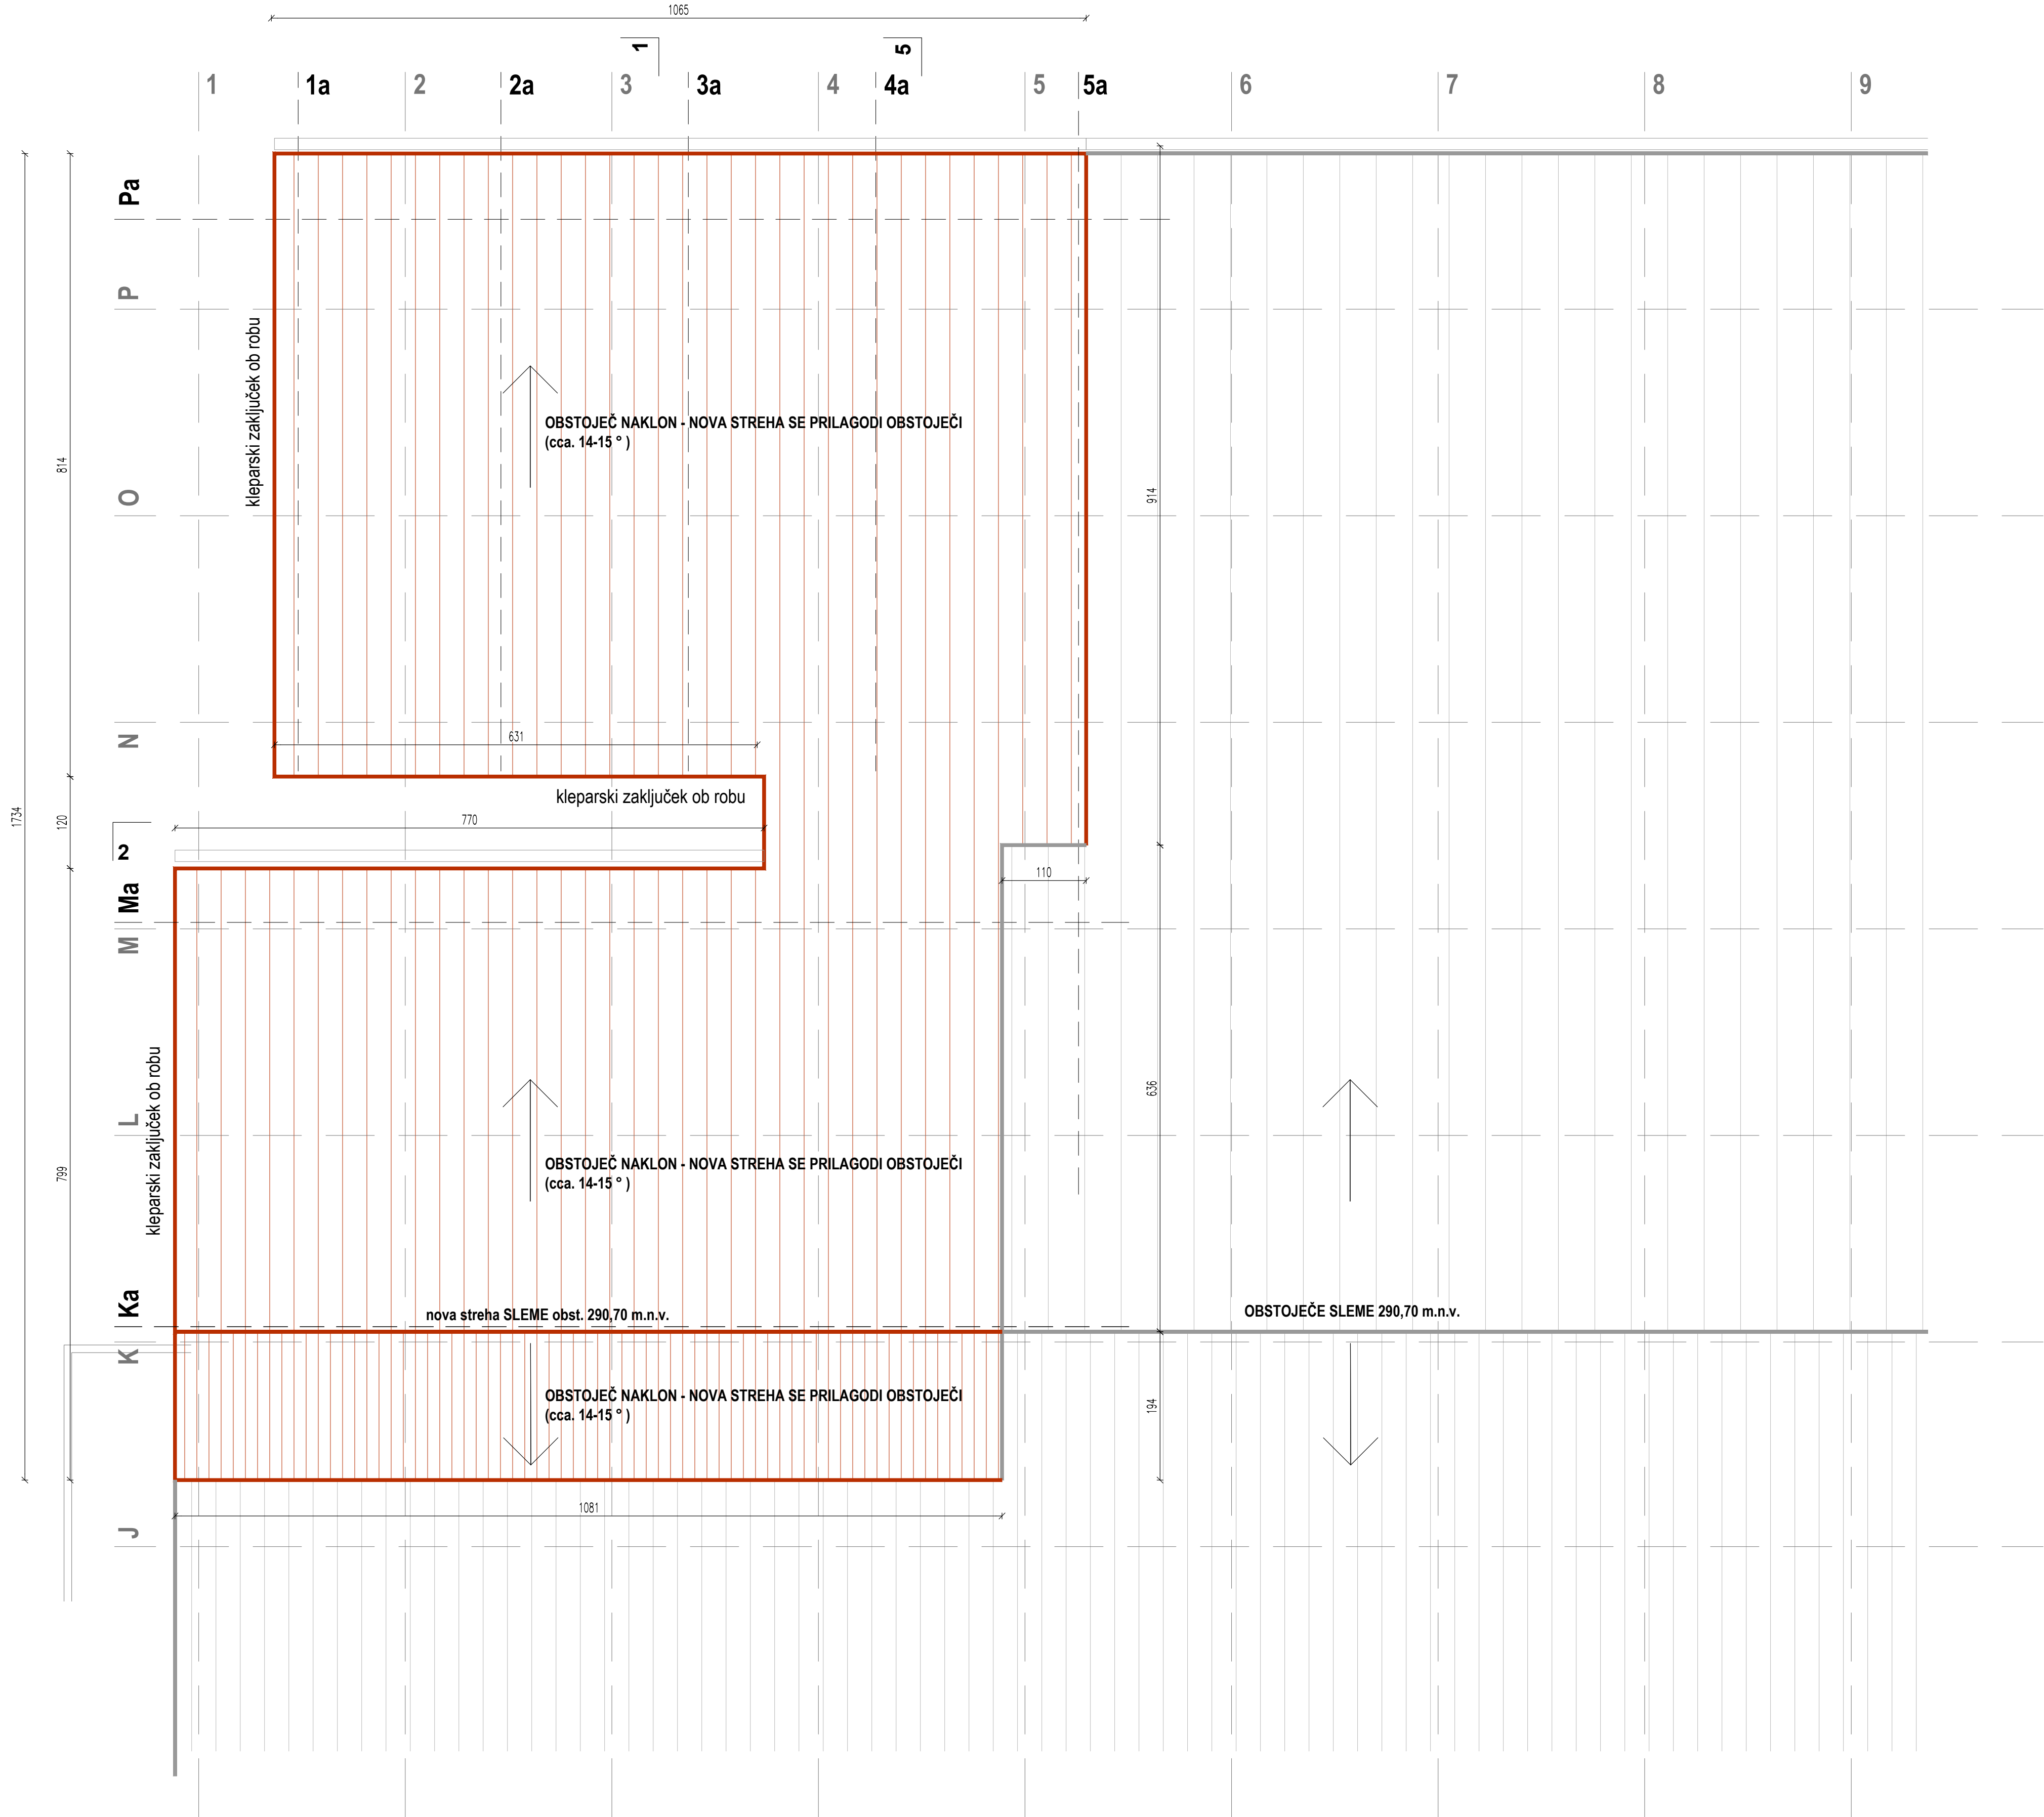 1065
1
5
1
1a
2
2a
3
3a
4
4a
5
5a
6
7
8
9
Pa
P
kleparski zaključek ob robu
OBSTOJEČ NAKLON - NOVA STREHA SE PRILAGODI OBSTOJEČI
(cca. 14-15 ° )
814
O
914
N
631
kleparski zaključek ob robu
1734
120
770
2
110
Ma
M
kleparski zaključek ob robu
L
636
799
OBSTOJEČ NAKLON - NOVA STREHA SE PRILAGODI OBSTOJEČI
(cca. 14-15 ° )
Ka
nova streha SLEME obst. 290,70 m.n.v.
OBSTOJEČE SLEME 290,70 m.n.v.
K
OBSTOJEČ NAKLON - NOVA STREHA SE PRILAGODI OBSTOJEČI
(cca. 14-15 ° )
194
1081
J